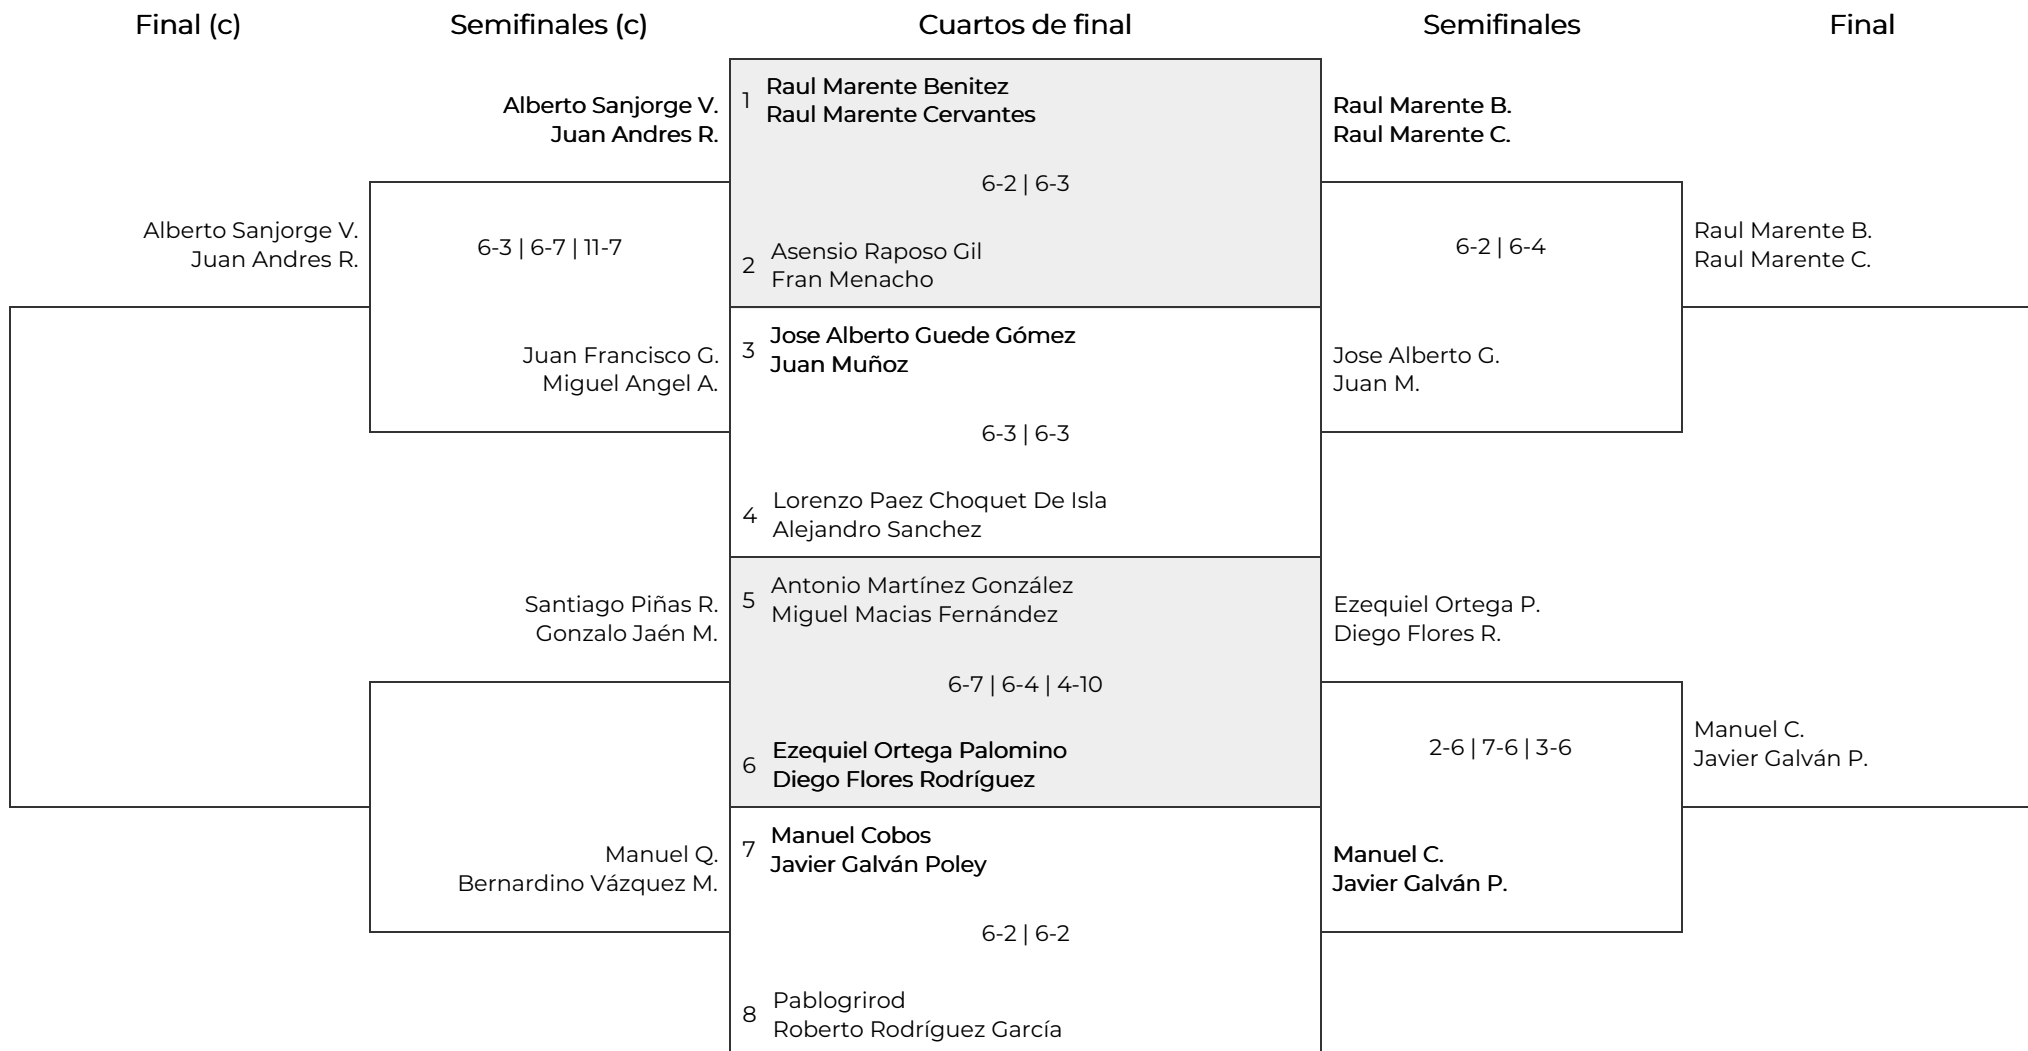 Final (c)
Semifinales (c)
Cuartos de final
Semifinales
Final
Alberto Sanjorge V.
Juan Andres R.
6-3 | 6-7 | 11-7
Juan Francisco G.
Miguel Angel A.
Alberto Sanjorge V.
Juan Andres R.
Santiago Piñas R.
Gonzalo Jaén M.
Manuel Q.
Bernardino Vázquez M.
1
Raul Marente Benitez
Raul Marente Cervantes
6-2 | 6-3
2
Asensio Raposo Gil
Fran Menacho
3
Jose Alberto Guede Gómez
Juan Muñoz
6-3 | 6-3
4
Lorenzo Paez Choquet De Isla
Alejandro Sanchez
5
Antonio Martínez González
Miguel Macias Fernández
6-7 | 6-4 | 4-10
6
Ezequiel Ortega Palomino
Diego Flores Rodríguez
7
Manuel Cobos
Javier Galván Poley
6-2 | 6-2
8
Pablogrirod
Roberto Rodríguez García
Raul Marente B.
Raul Marente C.
6-2 | 6-4
Jose Alberto G.
Juan M.
Ezequiel Ortega P.
Diego Flores R.
2-6 | 7-6 | 3-6
Manuel C.
Javier Galván P.
Raul Marente B.
Raul Marente C.
Manuel C.
Javier Galván P.